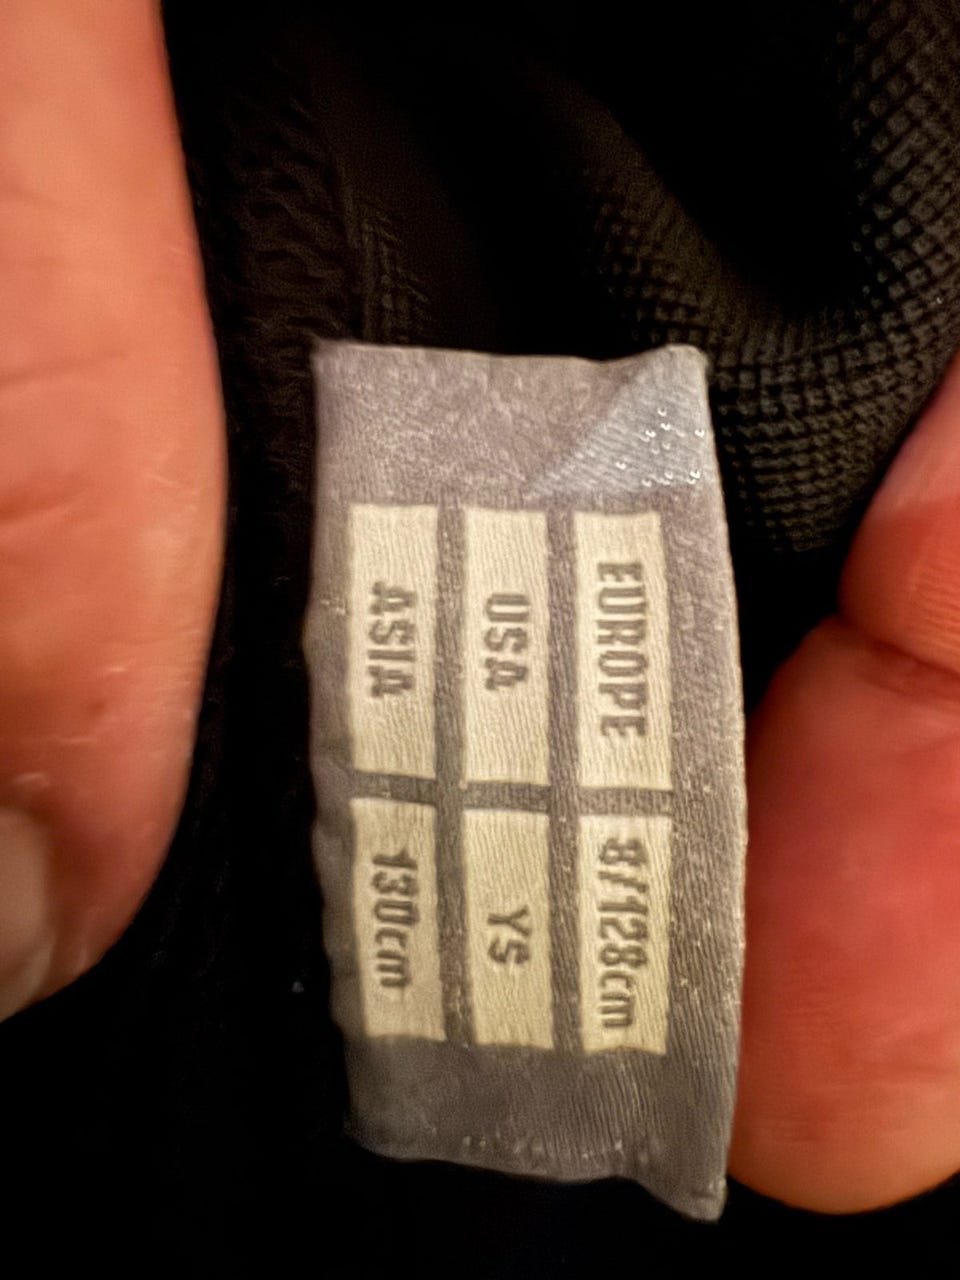 EUROPE 8/128cm
USA YS
ASIA 130cm